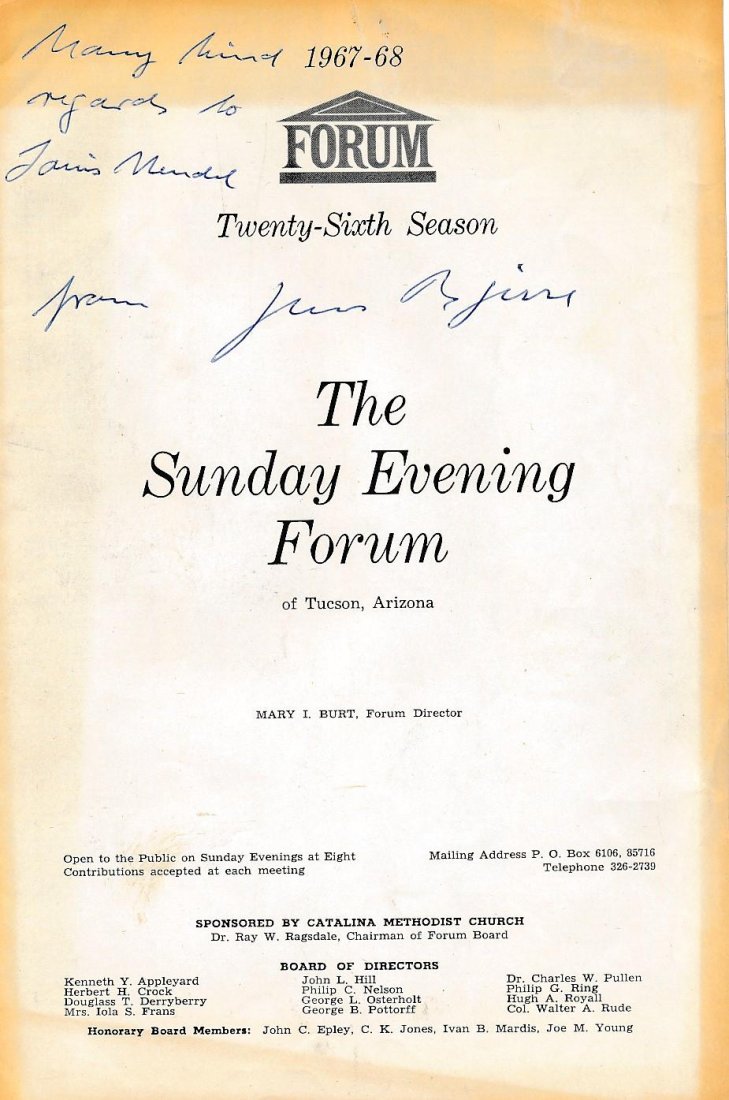 Many kind
1967-68
regards to
FORUM
Louis Mendel
Twenty-Sixth Season
from Jens Bjerre
The
Sunday Evening
Forum
of Tucson, Arizona
MARY I. BURT, Forum Director
Open to the Public on Sunday Evenings at Eight
Contributions accepted at each meeting
Mailing Address P. O. Box 6106, 85716
Telephone 326-2739
SPONSORED BY CATALINA METHODIST CHURCH
Dr. Ray W. Ragsdale, Chairman of Forum Board
BOARD OF DIRECTORS
Kenneth Y. Appleyard
Herbert H. Crock
Douglass T. Derryberry
Mrs. Iola S. Frans
John L. Hill
Philip C. Nelson
George L. Osterholt
George B. Pottorff
Dr. Charles W. Pullen
Philip G. Ring
Hugh A. Royall
Col. Walter A. Rude
Honorary Board Members: John C. Epley, C. K. Jones, Ivan B. Mardis, Joe M. Young